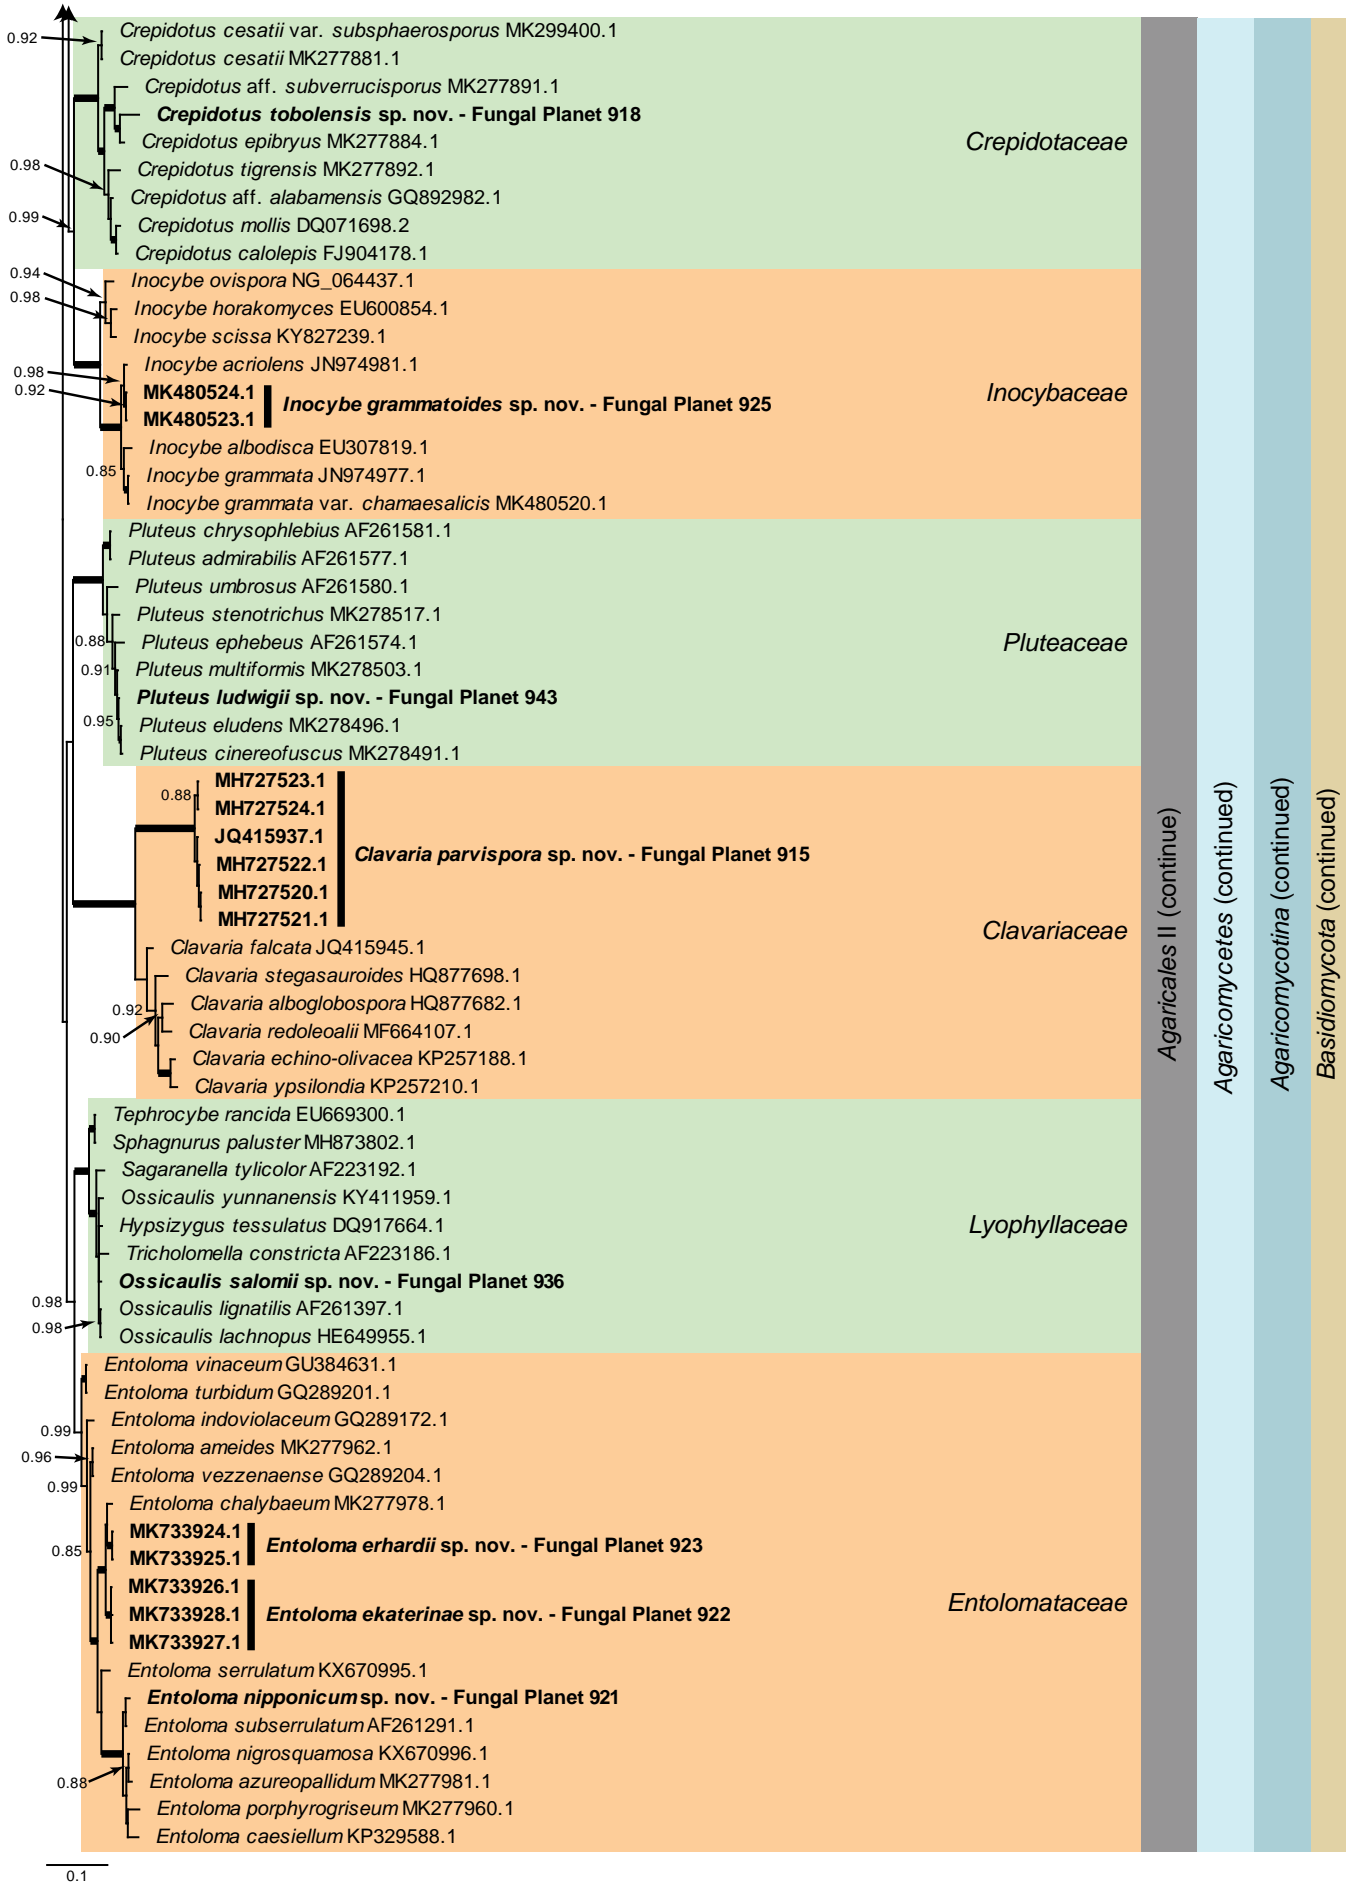 0.92
Crepidotus cesatii var. subsphaerosporus MK299400.1
Crepidotus cesatii MK277881.1
Crepidotus aff. subverrucisporus MK277891.1
Crepidotus tobolensis sp. nov. - Fungal Planet 918
Crepidotus epibryus MK277884.1
Crepidotaceae
0.98
Crepidotus tigrensis MK277892.1
Crepidotus aff. alabamensis GQ892982.1
0.99
Crepidotus mollis DQ071698.2
Crepidotus calolepis FJ904178.1
0.94
Inocybe ovispora NG_064437.1
0.98
Inocybe horakomyces EU600854.1
Inocybe scissa KY827239.1
Inocybe acriolens JN974981.1
0.98
0.92
MK480524.1
MK480523.1
Inocybe grammatoides sp. nov. - Fungal Planet 925
Inocybaceae
Inocybe albodisca EU307819.1
0.85
Inocybe grammata JN974977.1
Inocybe grammata var. chamaesalicis MK480520.1
Pluteus chrysophlebius AF261581.1
Pluteus admirabilis AF261577.1
Pluteus umbrosus AF261580.1
Pluteus stenotrichus MK278517.1
0.88
Pluteus ephebeus AF261574.1
Pluteaceae
0.91
Pluteus multiformis MK278503.1
Pluteus ludwigii sp. nov. - Fungal Planet 943
0.95
Pluteus eludens MK278496.1
Pluteus cinereofuscus MK278491.1
0.88
MH727523.1
MH727524.1
JQ415937.1
MH727522.1
MH727520.1
MH727521.1
Clavaria parvispora sp. nov. - Fungal Planet 915
Clavariaceae
Clavaria falcata JQ415945.1
Clavaria stegasauroides HQ877698.1
0.92
Clavaria alboglobospora HQ877682.1
0.90
Clavaria redoleoalii MF664107.1
Clavaria echino-olivacea KP257188.1
Clavaria ypsilondia KP257210.1
Tephrocybe rancida EU669300.1
Sphagnurus paluster MH873802.1
Sagaranella tylicolor AF223192.1
Ossicaulis yunnanensis KY411959.1
Hypsizygus tessulatus DQ917664.1
Lyophyllaceae
Tricholomella constricta AF223186.1
Ossicaulis salomii sp. nov. - Fungal Planet 936
0.98
Ossicaulis lignatilis AF261397.1
0.98
Ossicaulis lachnopus HE649955.1
Entoloma vinaceum GU384631.1
Entoloma turbidum GQ289201.1
Entoloma indoviolaceum GQ289172.1
0.99
Entoloma ameides MK277962.1
0.96
Entoloma vezzenaense GQ289204.1
0.99
Entoloma chalybaeum MK277978.1
MK733924.1
MK733925.1
Entoloma erhardii sp. nov. - Fungal Planet 923
0.85
MK733926.1
MK733928.1
MK733927.1
Entoloma ekaterinae sp. nov. - Fungal Planet 922
Entolomataceae
Entoloma serrulatum KX670995.1
Entoloma nipponicum sp. nov. - Fungal Planet 921
Entoloma subserrulatum AF261291.1
Entoloma nigrosquamosa KX670996.1
0.88
Entoloma azureopallidum MK277981.1
Entoloma porphyrogriseum MK277960.1
Entoloma caesiellum KP329588.1
0.1
Agaricales II (continue)
Agaricomycetes (continued)
Agaricomycotina (continued)
Basidiomycota (continued)